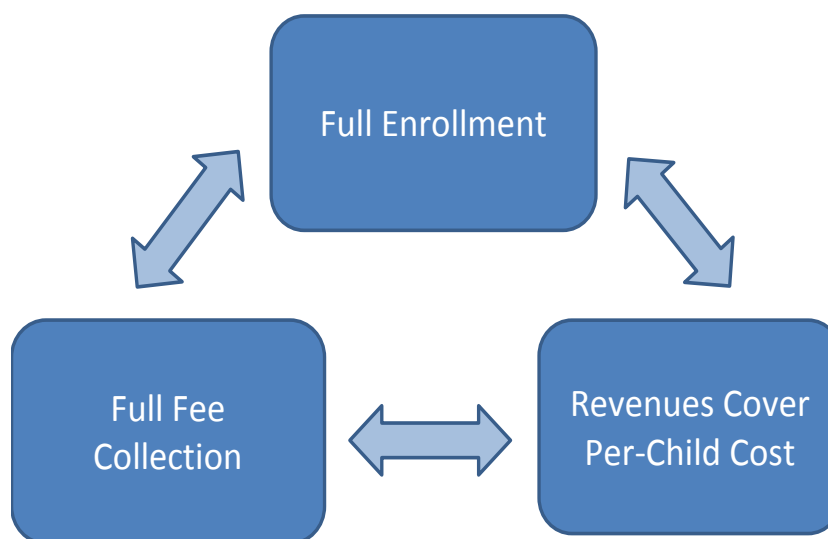 Full Enrollment
Full Fee
Collection
Revenues Cover
Per-Child Cost